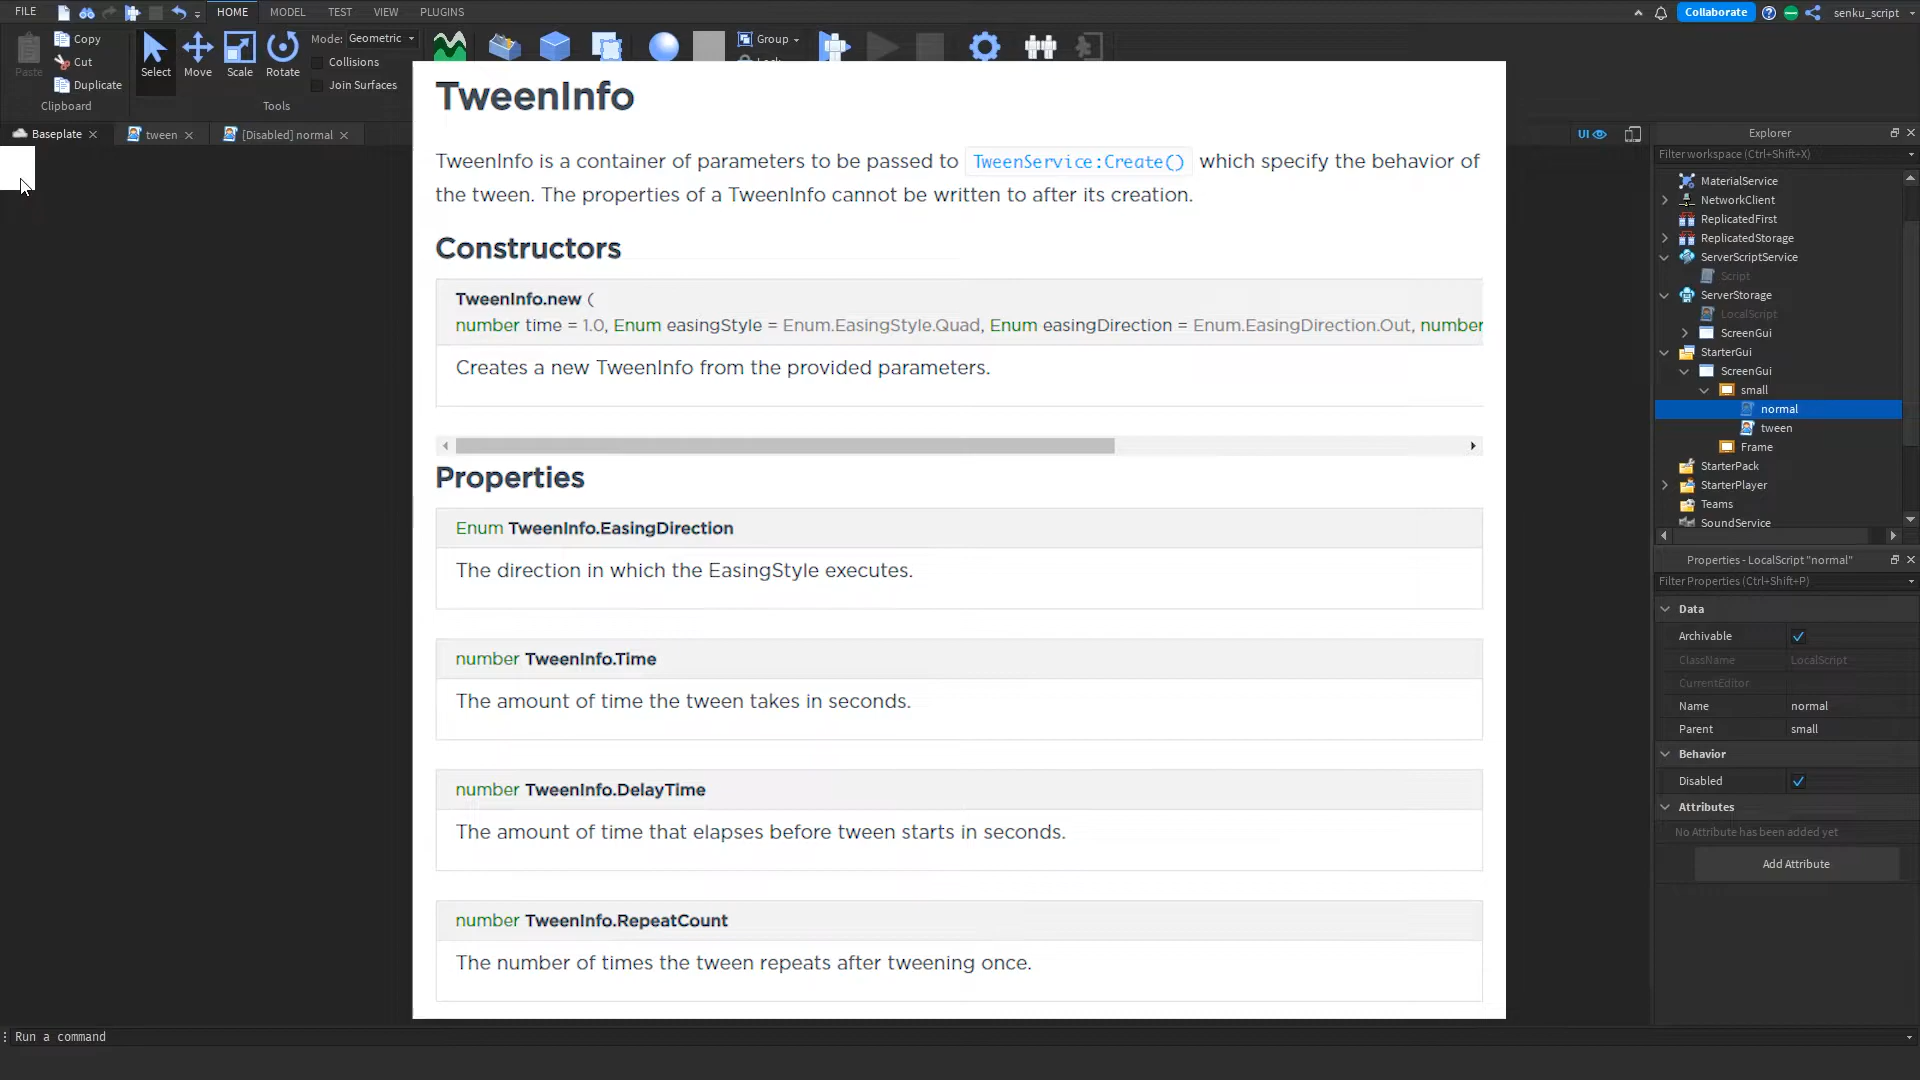 FILE HOME MODEL TEST VIEW PLUGINS Collaborate senku_script
Paste Copy Cut Duplicate Clipboard
Select Move Scale Rotate Tools
Mode: Geometric
Collisions
Join Surfaces
Group
Baseplate tween [Disabled] normal UI
TweenInfo
TweenInfo is a container of parameters to be passed to TweenService:Create() which specify the behavior of
the tween. The properties of a TweenInfo cannot be written to after its creation.
Constructors
TweenInfo.new (
number time = 1.0, Enum easingStyle = Enum.EasingStyle.Quad, Enum easingDirection = Enum.EasingDirection.Out, number
Creates a new TweenInfo from the provided parameters.
Properties
Enum TweenInfo.EasingDirection
The direction in which the EasingStyle executes.
number TweenInfo.Time
The amount of time the tween takes in seconds.
number TweenInfo.DelayTime
The amount of time that elapses before tween starts in seconds.
number TweenInfo.RepeatCount
The number of times the tween repeats after tweening once.
Explorer
Filter workspace (Ctrl+Shift+X)
MaterialService
NetworkClient
ReplicatedFirst
ReplicatedStorage
ServerScriptService
Script
ServerStorage
LocalScript
ScreenGui
StarterGui
ScreenGui
small
normal
tween
Frame
StarterPack
StarterPlayer
Teams
SoundService
Properties - LocalScript "normal"
Filter Properties (Ctrl+Shift+P)
Data
Archivable
ClassName LocalScript
CurrentEditor
Name normal
Parent small
Behavior
Disabled
Attributes
No Attribute has been added yet
Add Attribute
Run a command